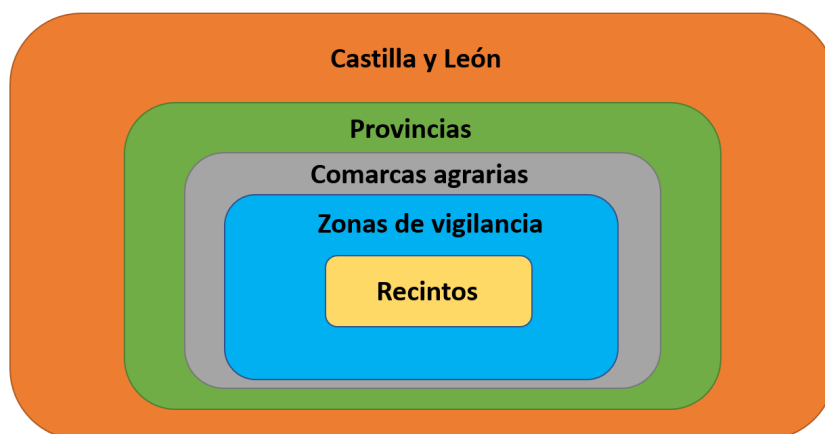 Castilla y León
Provincias
Comarcas agrarias
Zonas de vigilancia
Recintos